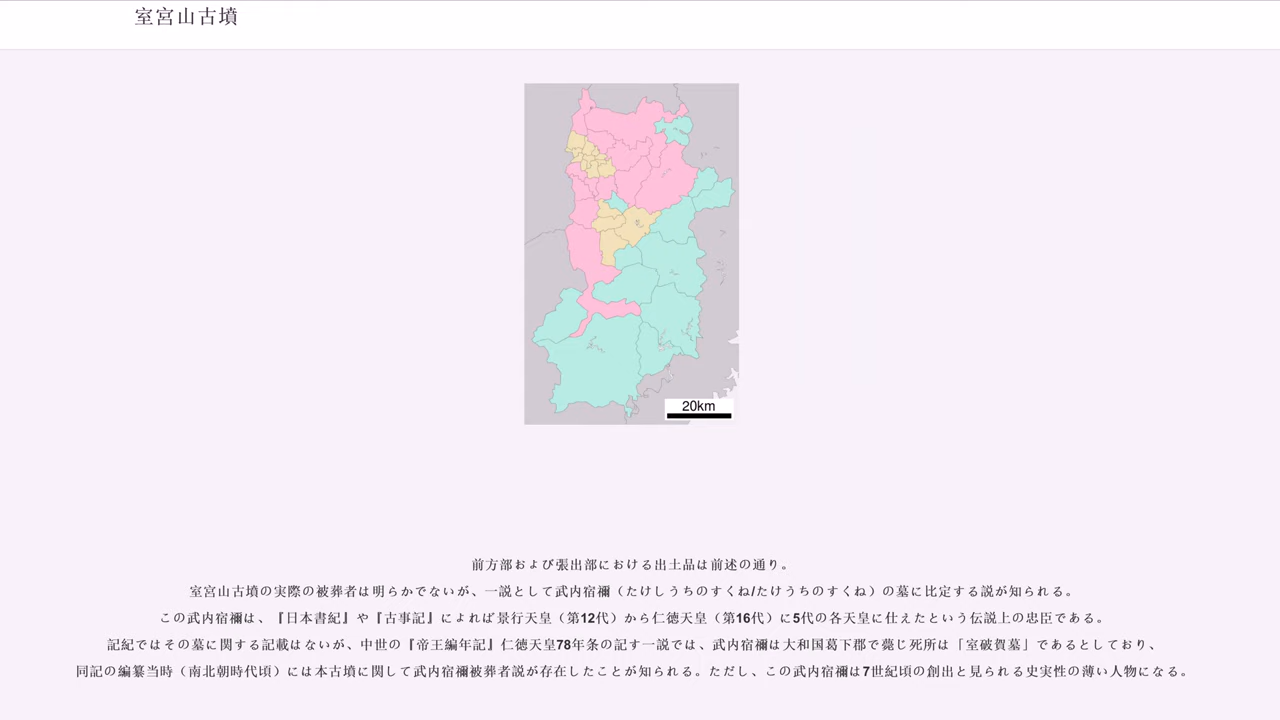 室宮山古墳
20km
前方部および張出部における出土品は前述の通り。
室宮山古墳の実際の被葬者は明らかでないが、一説として武内宿禰（たけしうちのすくね/たけうちのすくね）の墓に比定する説が知られる。
この武内宿禰は、『日本書紀』や『古事記』によれば景行天皇（第12代）から仁徳天皇（第16代）に5代の各天皇に仕えたという伝説上の忠臣である。
記紀ではその墓に関する記載はないが、中世の『帝王編年記』仁徳天皇78年条の記す一説では、武内宿禰は大和国葛下郡で薨じ死所は「室破賀墓」であるとしており、
同記の編纂当時（南北朝時代頃）には本古墳に関して武内宿禰被葬者説が存在したことが知られる。ただし、この武内宿禰は7世紀頃の創出と見られる史実性の薄い人物になる。